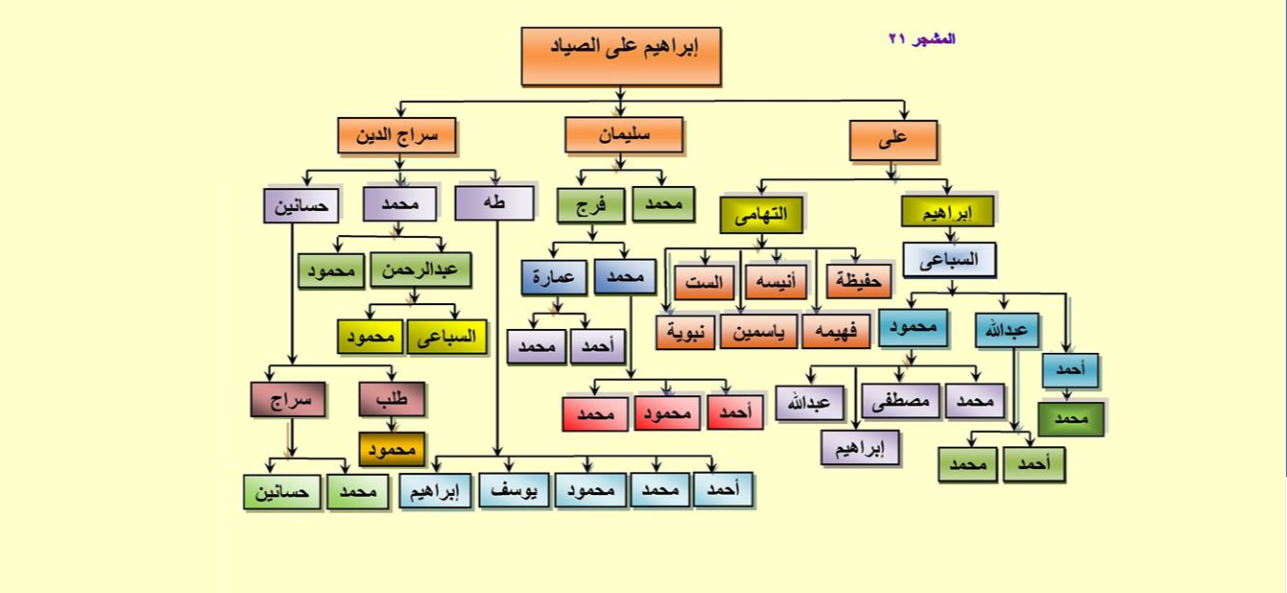 المشجر ٢١
إبراهيم على الصياد
على
سليمان
سراج الدين
إبراهيم
التهامى
محمد
فرج
طه
محمد
حسانين
السباعى
حفيظة
أنيسه
الست
محمد
عمارة
عبدالرحمن
محمود
أحمد
عبدالله
محمود
فهيمه
ياسمين
نبوية
أحمد
محمد
السباعى
محمود
محمد
محمد
مصطفى
عبدالله
إبراهيم
أحمد
محمد
أحمد
محمود
محمد
طلب
سراج
محمود
أحمد
محمد
محمود
يوسف
إبراهيم
محمد
حسانين